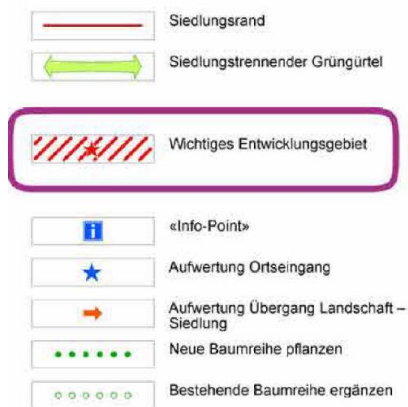 Siedlungsrand
Siedlungstrennender Grüngürtel
Wichtiges Entwicklungsgebiet
i
«Info-Point»
Aufwertung Ortseingang
Aufwertung Übergang Landschaft –
Siedlung
Neue Baumreihe pflanzen
Bestehende Baumreihe ergänzen